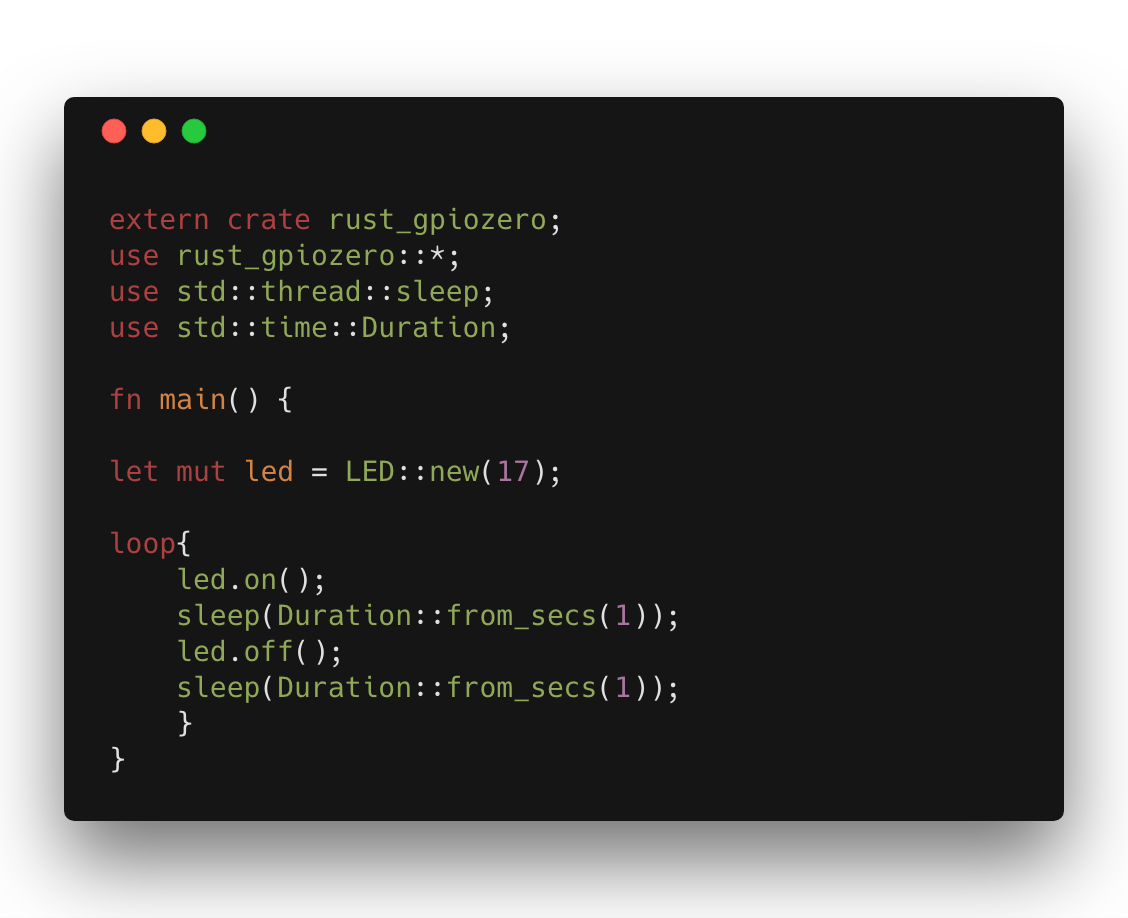 extern crate rust_gpiozero;
use rust_gpiozero::*;
use std::thread::sleep;
use std::time::Duration;

fn main() {

let mut led = LED::new(17);

loop{
    led.on();
    sleep(Duration::from_secs(1));
    led.off();
    sleep(Duration::from_secs(1));
    }
}